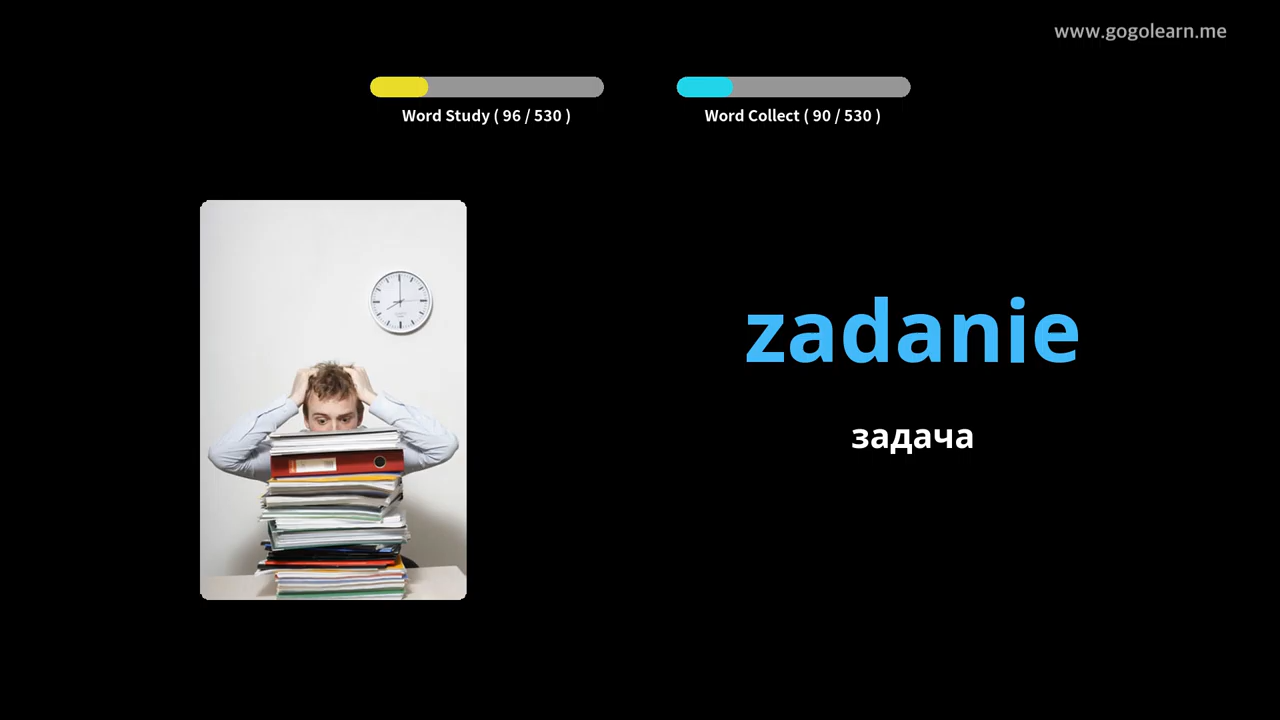 www.gogolearn.me
Word Study ( 96 / 530 )
Word Collect ( 90 / 530 )
zadanie
задача